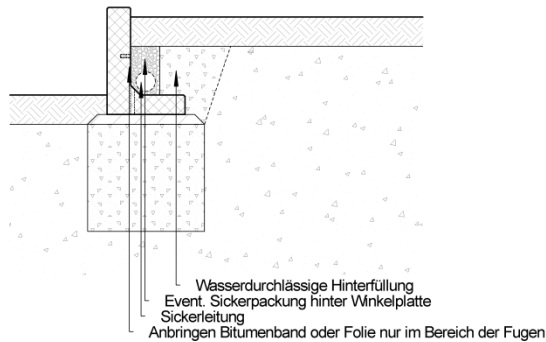 Wasserdurchlässige Hinterfüllung
Event. Sickerpackung hinter Winkelplatte
Sickerleitung
Anbringen Bitumenband oder Folie nur im Bereich der Fugen